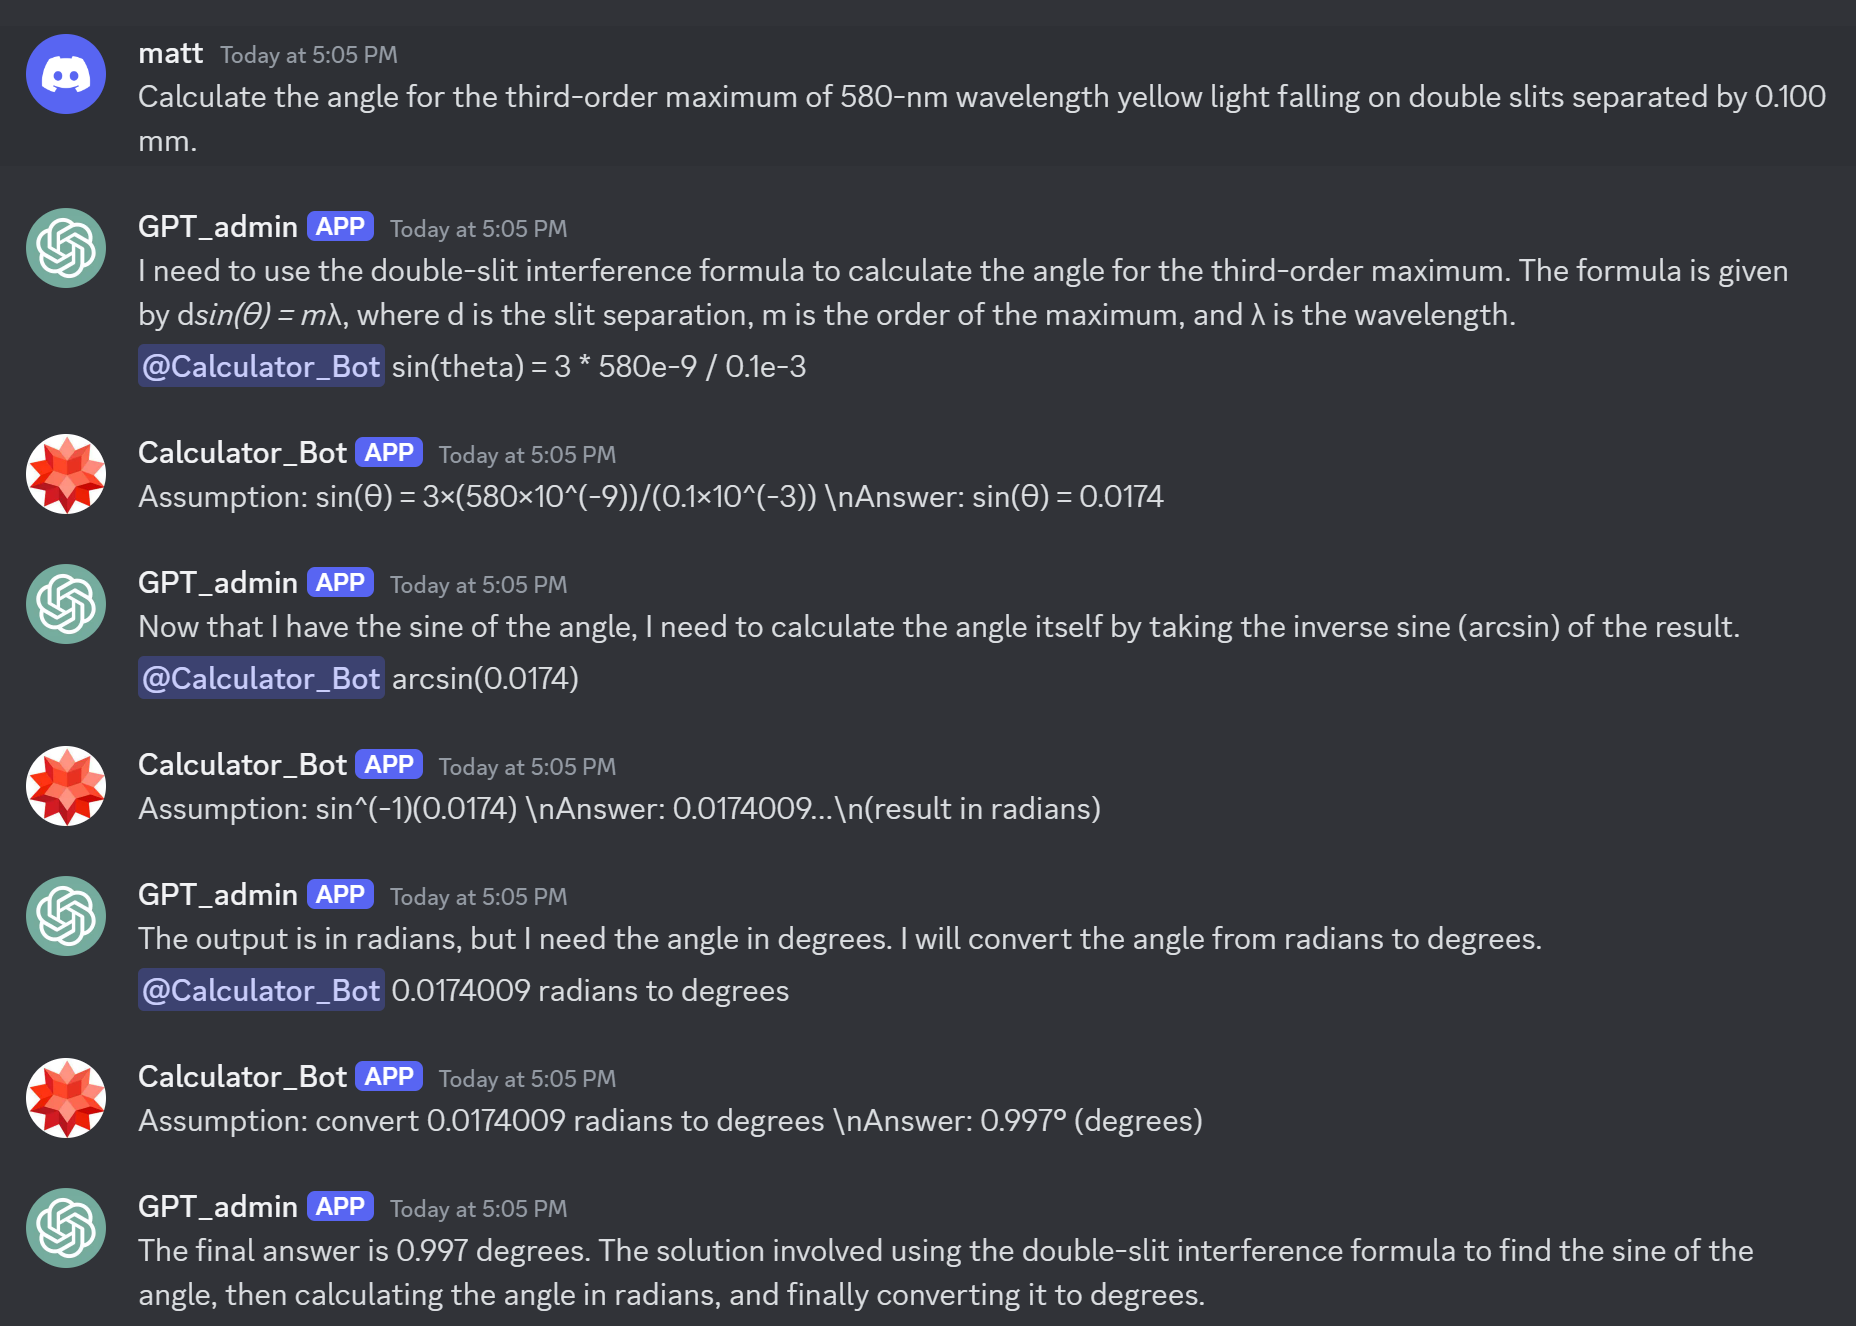 matt Today at 5:05 PM
Calculate the angle for the third-order maximum of 580-nm wavelength yellow light falling on double slits separated by 0.100
mm.
GPT_admin APP Today at 5:05 PM
I need to use the double-slit interference formula to calculate the angle for the third-order maximum. The formula is given
by dsin(θ) = mλ, where d is the slit separation, m is the order of the maximum, and λ is the wavelength.
@Calculator_Bot sin(theta) = 3 * 580e-9 / 0.1e-3
Calculator_Bot APP Today at 5:05 PM
Assumption: sin(θ) = 3×(580×10^(-9))/(0.1×10^(-3)) \nAnswer: sin(θ) = 0.0174
GPT_admin APP Today at 5:05 PM
Now that I have the sine of the angle, I need to calculate the angle itself by taking the inverse sine (arcsin) of the result.
@Calculator_Bot arcsin(0.0174)
Calculator_Bot APP Today at 5:05 PM
Assumption: sin^(-1)(0.0174) \nAnswer: 0.0174009...\n(result in radians)
GPT_admin APP Today at 5:05 PM
The output is in radians, but I need the angle in degrees. I will convert the angle from radians to degrees.
@Calculator_Bot 0.0174009 radians to degrees
Calculator_Bot APP Today at 5:05 PM
Assumption: convert 0.0174009 radians to degrees \nAnswer: 0.997° (degrees)
GPT_admin APP Today at 5:05 PM
The final answer is 0.997 degrees. The solution involved using the double-slit interference formula to find the sine of the
angle, then calculating the angle in radians, and finally converting it to degrees.